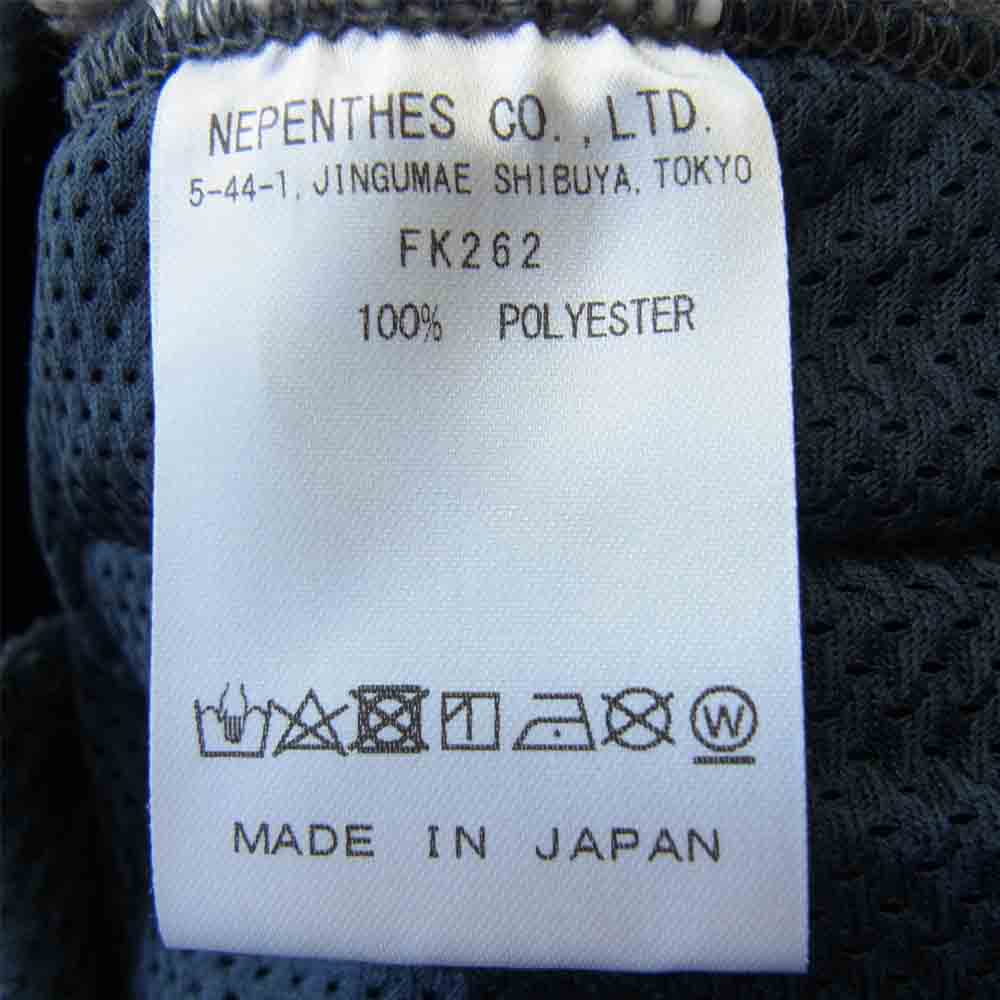 NEPENTHES CO.,LTD.
5-44-1, JINGUMAE SHIBUYA, TOKYO
FK262
100% POLYESTER
W
MADE IN JAPAN